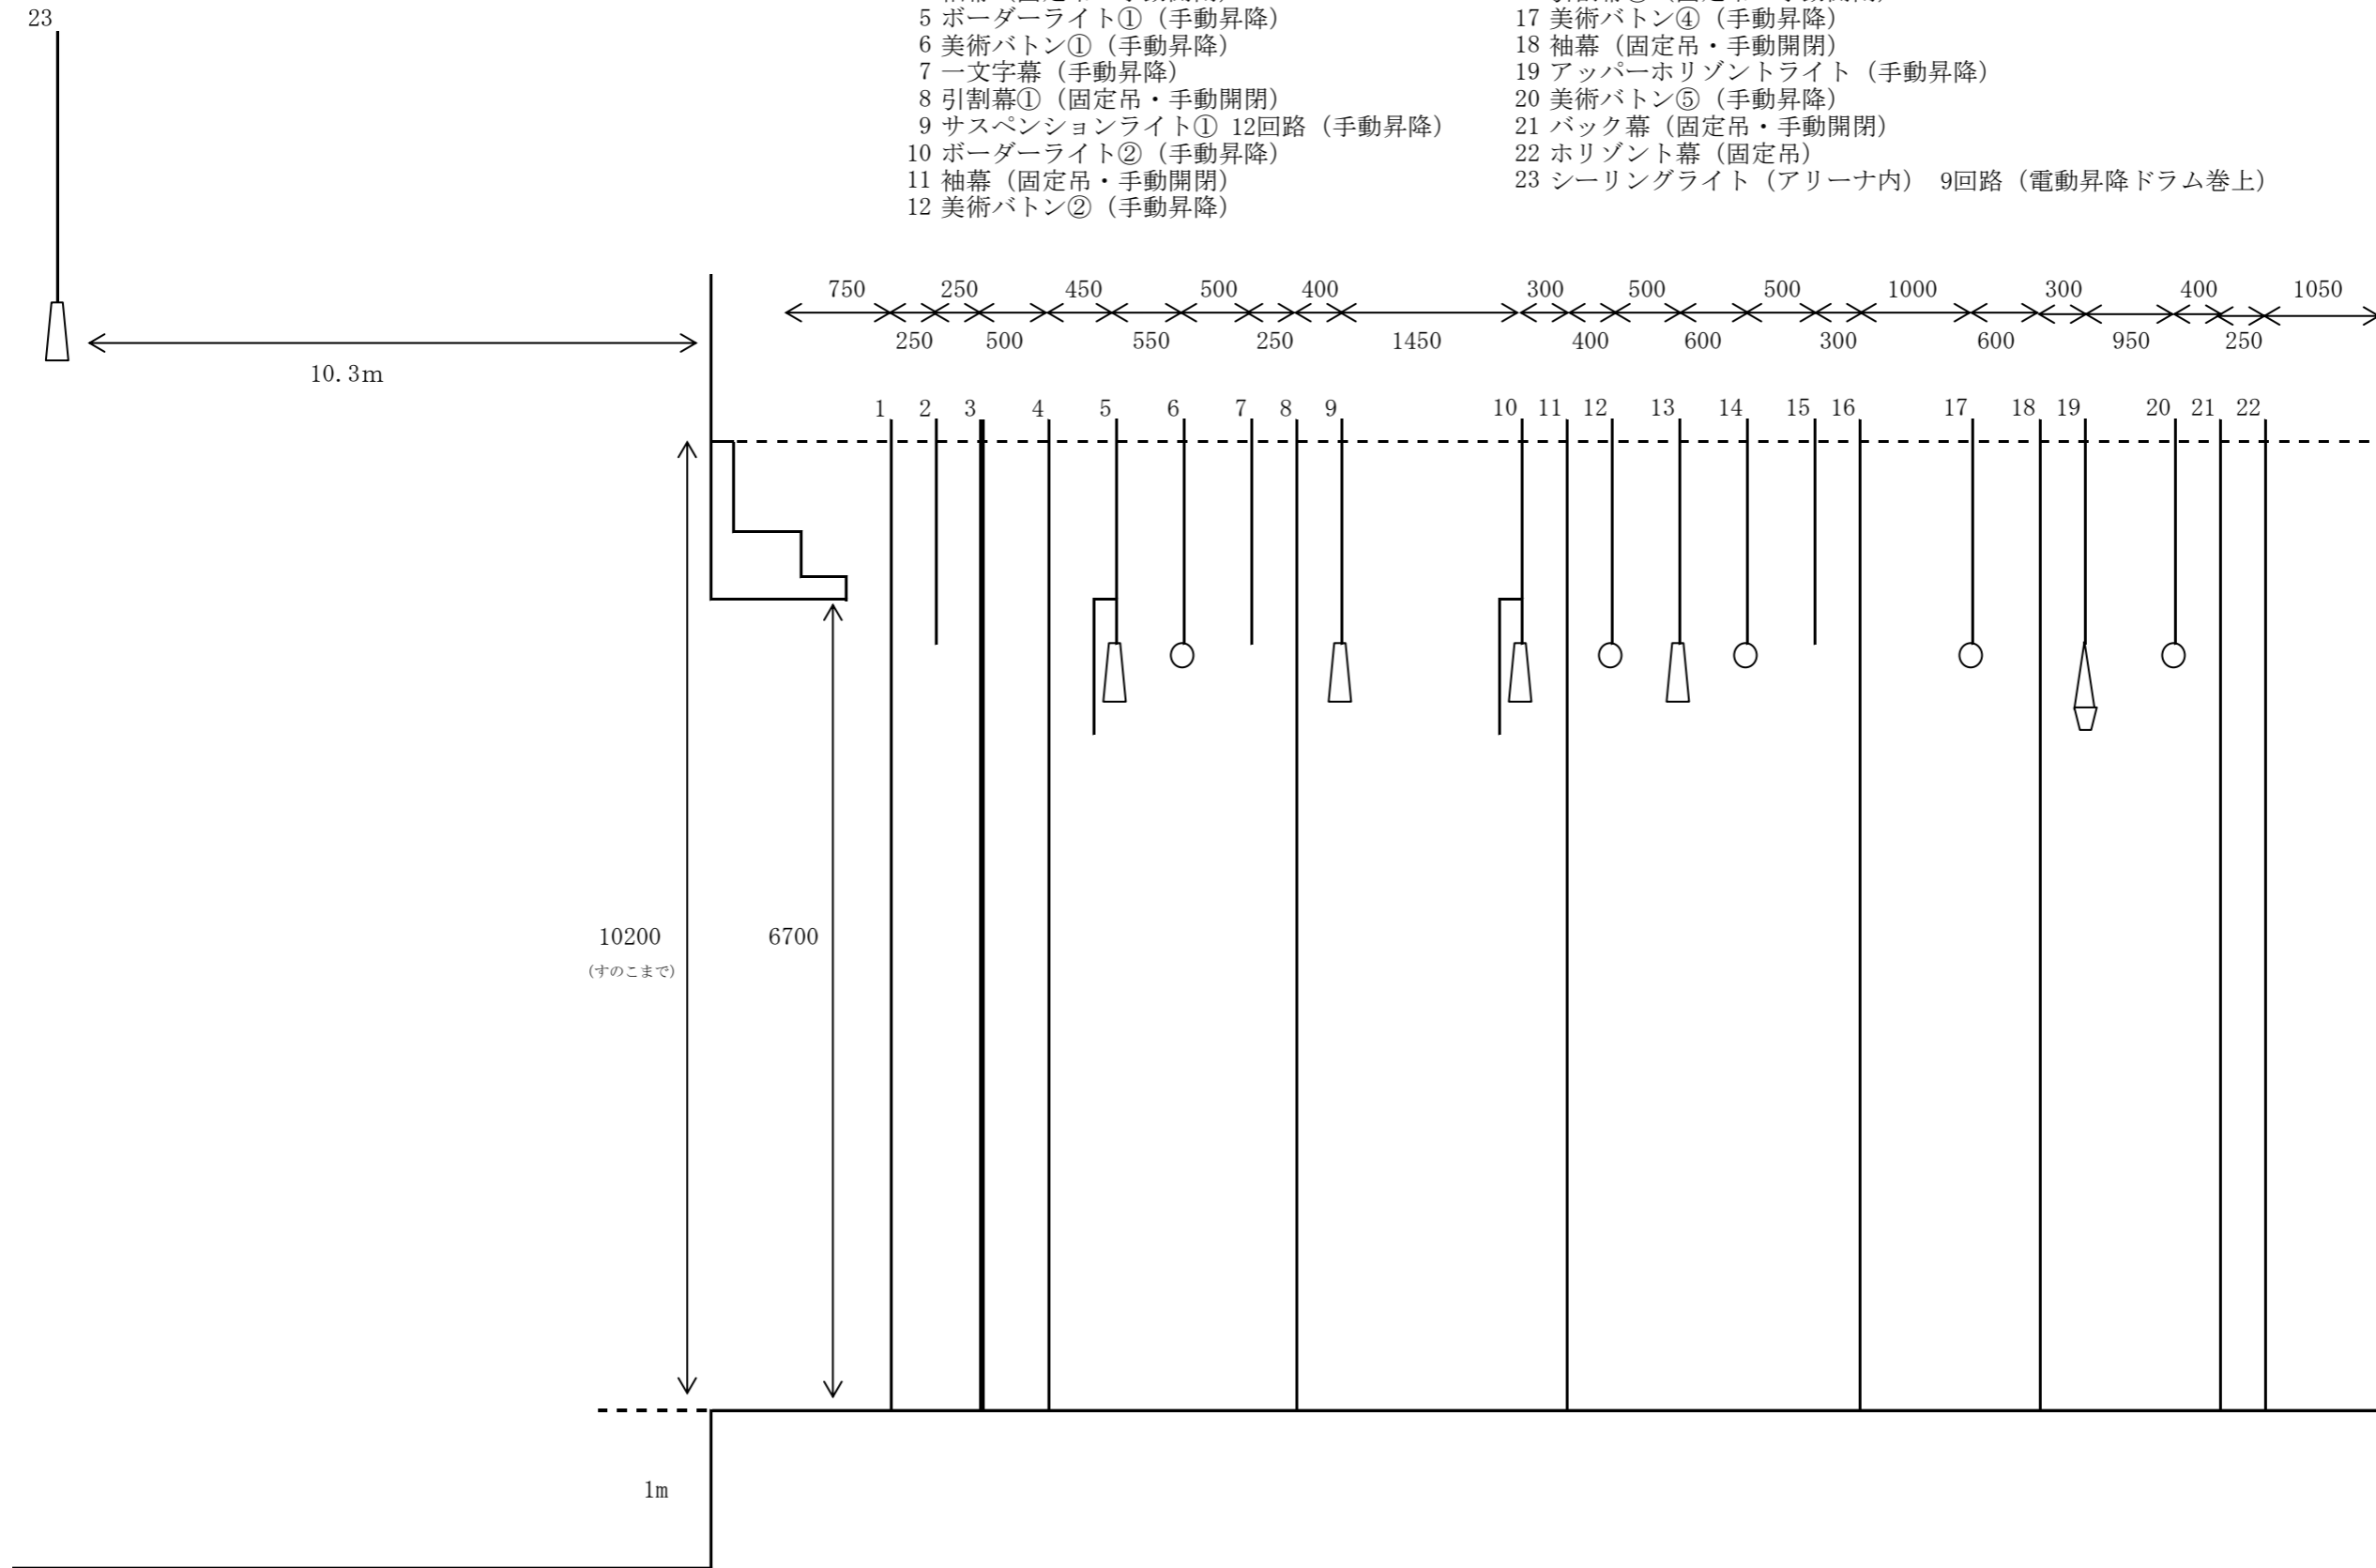 23
5 ボーダーライト①（手動昇降）
6 美術バトン①（手動昇降）
7 一文字幕（手動昇降）
8 引割幕①（固定吊・手動開閉）
9 サスペンションライト① 12回路（手動昇降）
10 ボーダーライト②（手動昇降）
11 袖幕（固定吊・手動開閉）
12 美術バトン②（手動昇降）
17 美術バトン④（手動昇降）
18 袖幕（固定吊・手動開閉）
19 アッパーホリゾントライト（手動昇降）
20 美術バトン⑤（手動昇降）
21 バック幕（固定吊・手動開閉）
22 ホリゾント幕（固定吊）
23 シーリングライト（アリーナ内） 9回路（電動昇降ドラム巻上）
750 250 450 500 400 300 500 500 1000 300 400 1050
250 500 550 250 1450 400 600 300 600 950 250
10.3m
1 2 3 4 5 6 7 8 9 10 11 12 13 14 15 16 17 18 19 20 21 22
10200 6700
（すのこまで）
1m